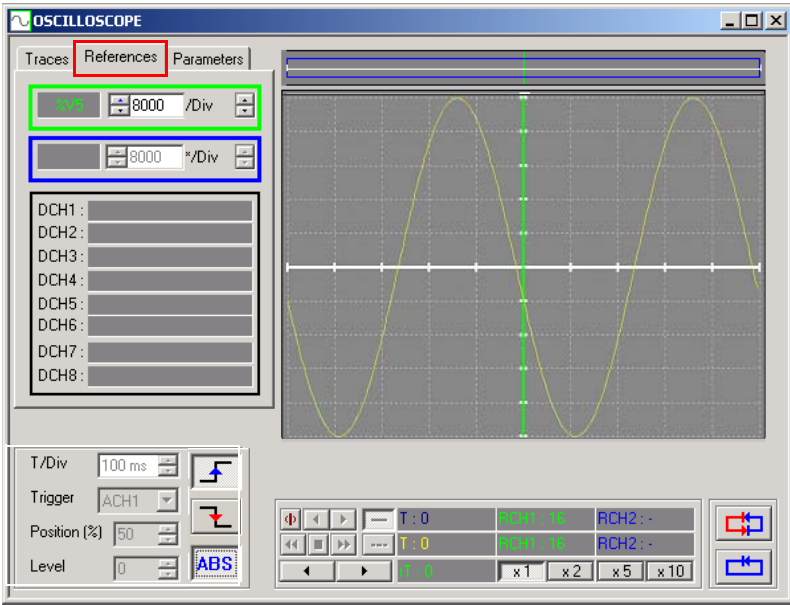 OSCILLOSCOPE
Traces References Parameters
%V5 8000 /Div
8000 */Div
DCH1 :
DCH2 :
DCH3 :
DCH4 :
DCH5 :
DCH6 :
DCH7 :
DCH8 :
T/Div 100 ms
Trigger ACH1
Position (%) 50
Level 0 ABS
T : 0 RCH1 : 16- RCH2 : -
T : 0 RCH1 : 16- RCH2 : -
rT : 0 x 1 x 2 x 5 x 10